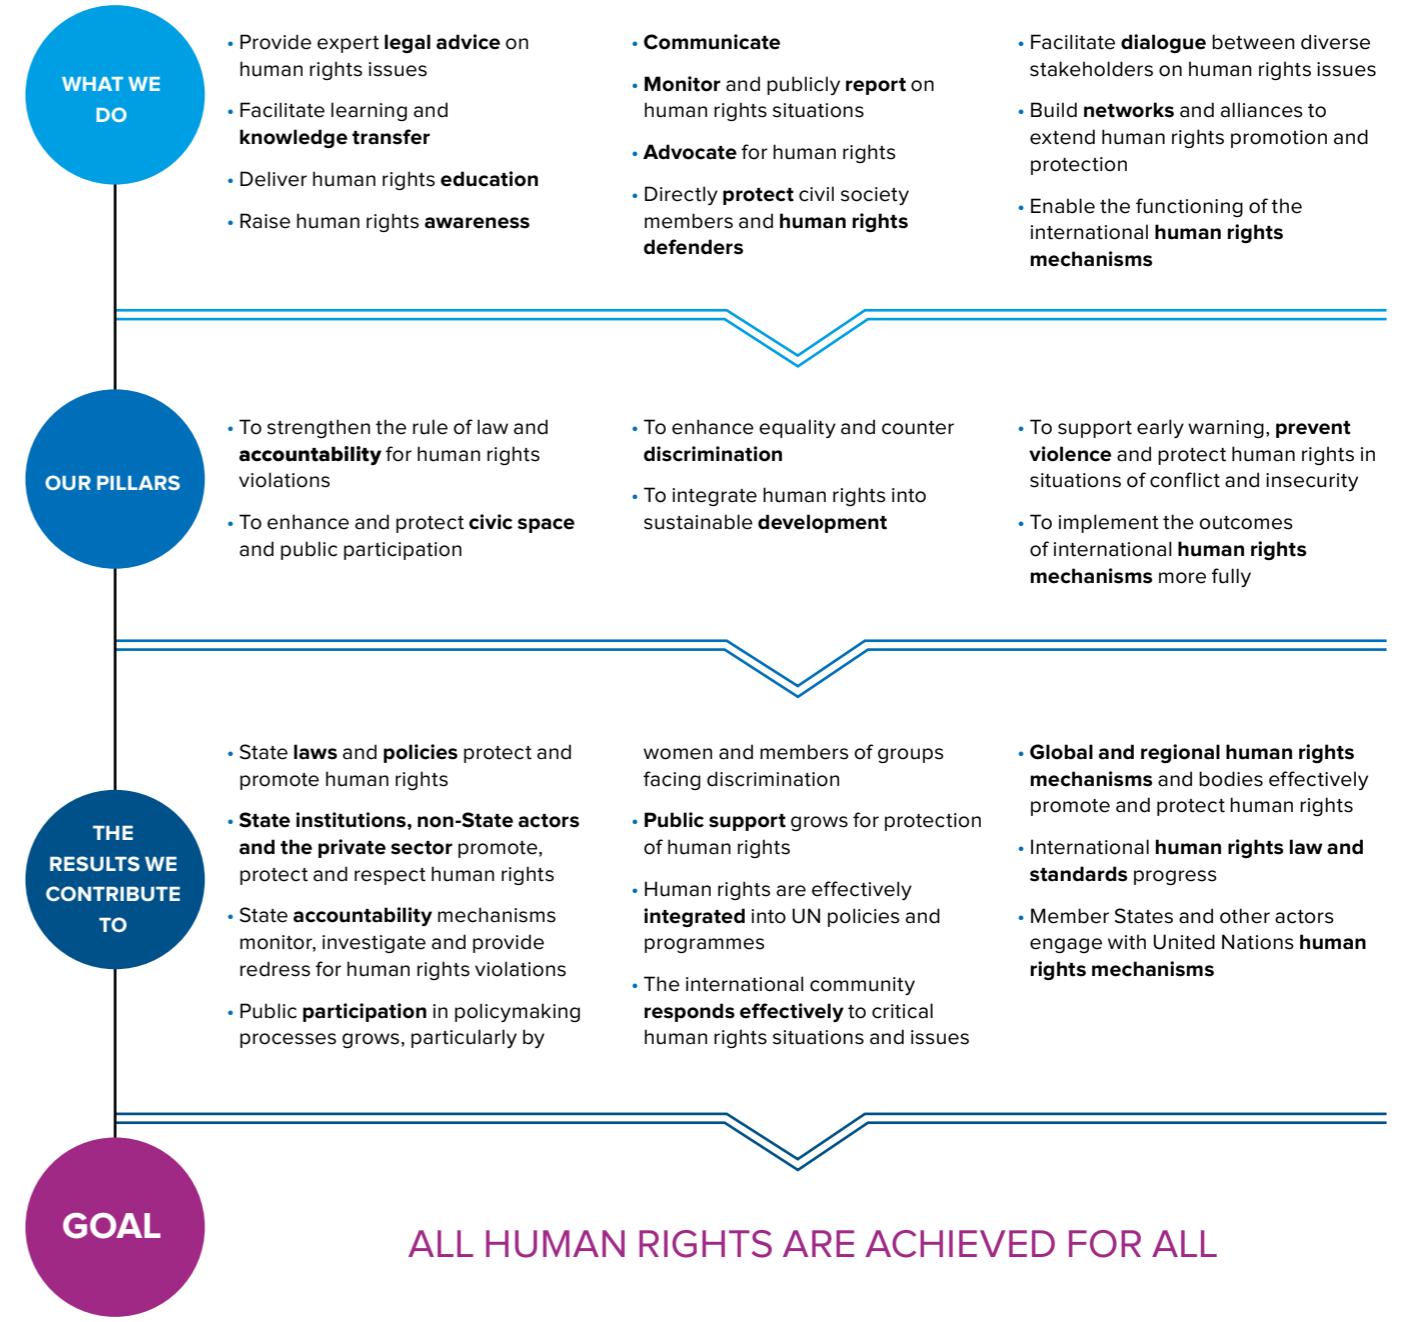 WHAT WE
DO
• Provide expert legal advice on
human rights issues
• Facilitate learning and
knowledge transfer
• Deliver human rights education
• Raise human rights awareness
• Communicate
• Monitor and publicly report on
human rights situations
• Advocate for human rights
• Directly protect civil society
members and human rights
defenders
• Facilitate dialogue between diverse
stakeholders on human rights issues
• Build networks and alliances to
extend human rights promotion and
protection
• Enable the functioning of the
international human rights
mechanisms
OUR PILLARS
• To strengthen the rule of law and
accountability for human rights
violations
• To enhance and protect civic space
and public participation
• To enhance equality and counter
discrimination
• To integrate human rights into
sustainable development
• To support early warning, prevent
violence and protect human rights in
situations of conflict and insecurity
• To implement the outcomes
of international human rights
mechanisms more fully
THE
RESULTS WE
CONTRIBUTE
TO
• State laws and policies protect and
promote human rights
• State institutions, non-State actors
and the private sector promote,
protect and respect human rights
• State accountability mechanisms
monitor, investigate and provide
redress for human rights violations
• Public participation in policymaking
processes grows, particularly by
women and members of groups
facing discrimination
• Public support grows for protection
of human rights
• Human rights are effectively
integrated into UN policies and
programmes
• The international community
responds effectively to critical
human rights situations and issues
• Global and regional human rights
mechanisms and bodies effectively
promote and protect human rights
• International human rights law and
standards progress
• Member States and other actors
engage with United Nations human
rights mechanisms
GOAL
ALL HUMAN RIGHTS ARE ACHIEVED FOR ALL